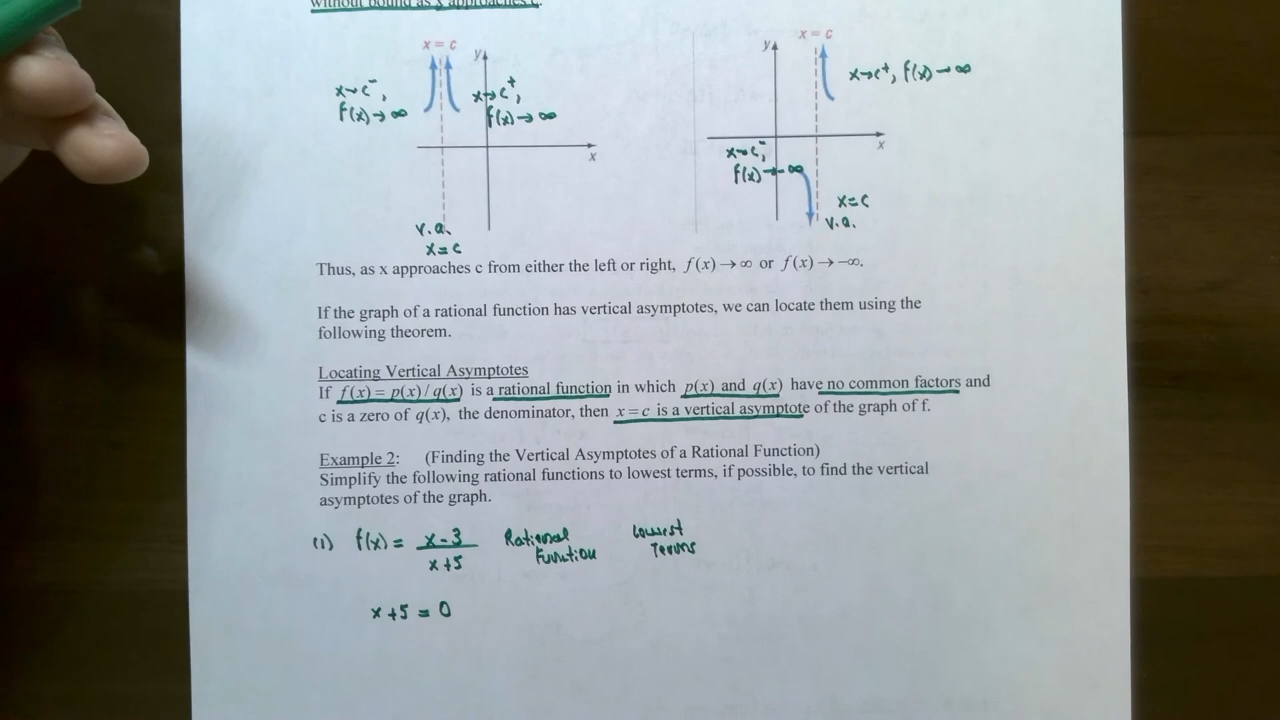 without bound as x approaches c.
x = c
y
x→c⁻,
f(x)→∞
x→c⁺,
f(x)→∞
x
v.a.
x=c
y
x = c
x→c⁺, f(x)→∞
x
x→c⁻,
f(x)→-∞
x=c
v.a.
Thus, as x approaches c from either the left or right, f(x)→∞ or f(x)→−∞.
If the graph of a rational function has vertical asymptotes, we can locate them using the
following theorem.
Locating Vertical Asymptotes
If f(x) = p(x) / q(x) is a rational function in which p(x) and q(x) have no common factors and
c is a zero of q(x), the denominator, then x = c is a vertical asymptote of the graph of f.
Example 2: (Finding the Vertical Asymptotes of a Rational Function)
Simplify the following rational functions to lowest terms, if possible, to find the vertical
asymptotes of the graph.
(1) f(x) = x-3 / x+5 Rational Function Lowest Terms
x+5 = 0